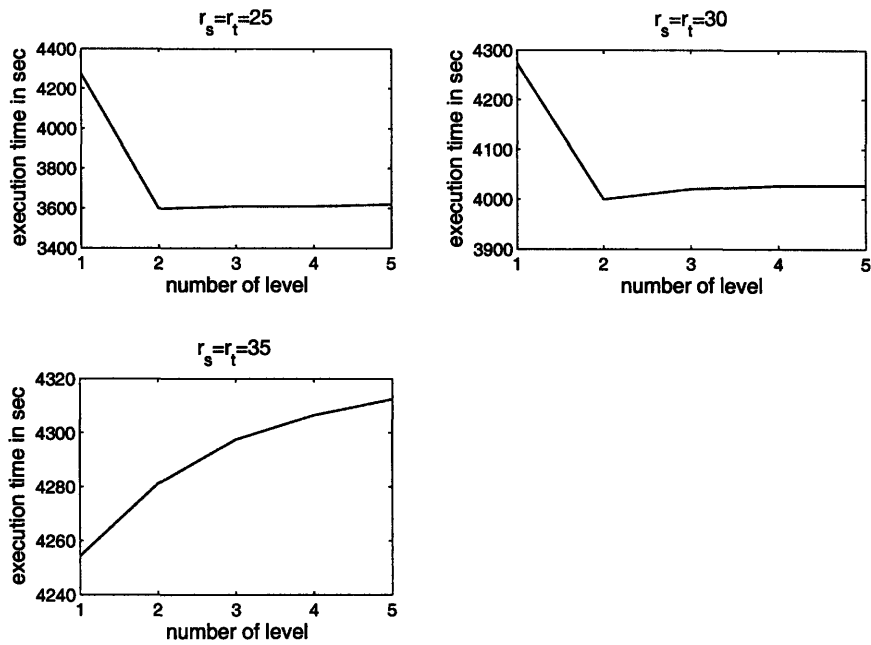 r_s=r_t=25
execution time in sec
4400
4200
4000
3800
3600
3400
1 2 3 4 5
number of level
r_s=r_t=30
execution time in sec
4300
4200
4100
4000
3900
1 2 3 4 5
number of level
r_s=r_t=35
execution time in sec
4320
4300
4280
4260
4240
1 2 3 4 5
number of level